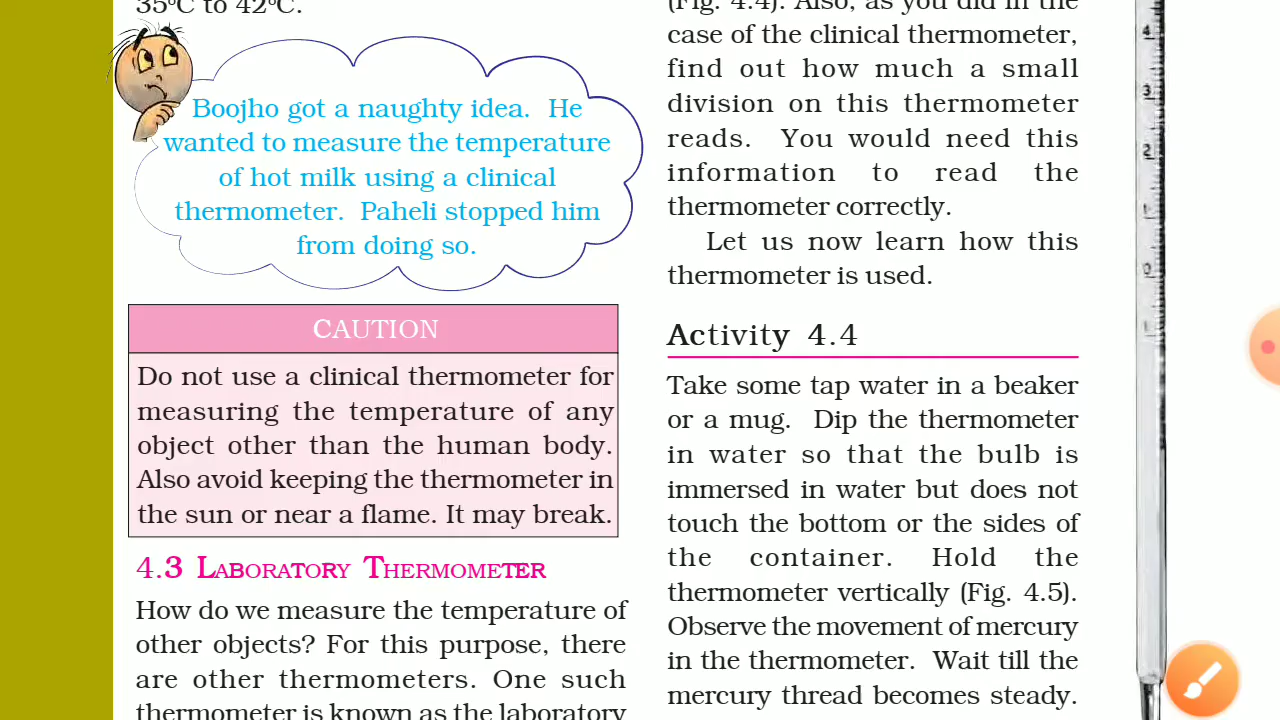 35°C to 42°C.
Boojho got a naughty idea. He
wanted to measure the temperature
of hot milk using a clinical
thermometer. Paheli stopped him
from doing so.
CAUTION
Do not use a clinical thermometer for
measuring the temperature of any
object other than the human body.
Also avoid keeping the thermometer in
the sun or near a flame. It may break.
4.3 LABORATORY THERMOMETER
How do we measure the temperature of
other objects? For this purpose, there
are other thermometers. One such
thermometer is known as the laboratory
(Fig. 4.4). Also, as you did in the
case of the clinical thermometer,
find out how much a small
division on this thermometer
reads. You would need this
information to read the
thermometer correctly.
Let us now learn how this
thermometer is used.
Activity 4.4
Take some tap water in a beaker
or a mug. Dip the thermometer
in water so that the bulb is
immersed in water but does not
touch the bottom or the sides of
the container. Hold the
thermometer vertically (Fig. 4.5).
Observe the movement of mercury
in the thermometer. Wait till the
mercury thread becomes steady.
4
3
2
1
0